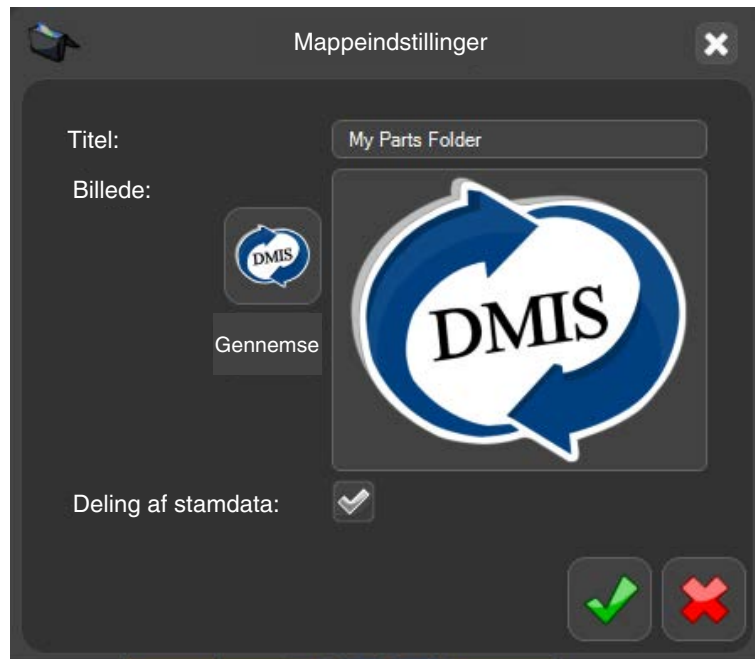 Mappeindstillinger
Titel:
My Parts Folder
Billede:
DMIS
DMIS
Gennemse
Deling af stamdata: